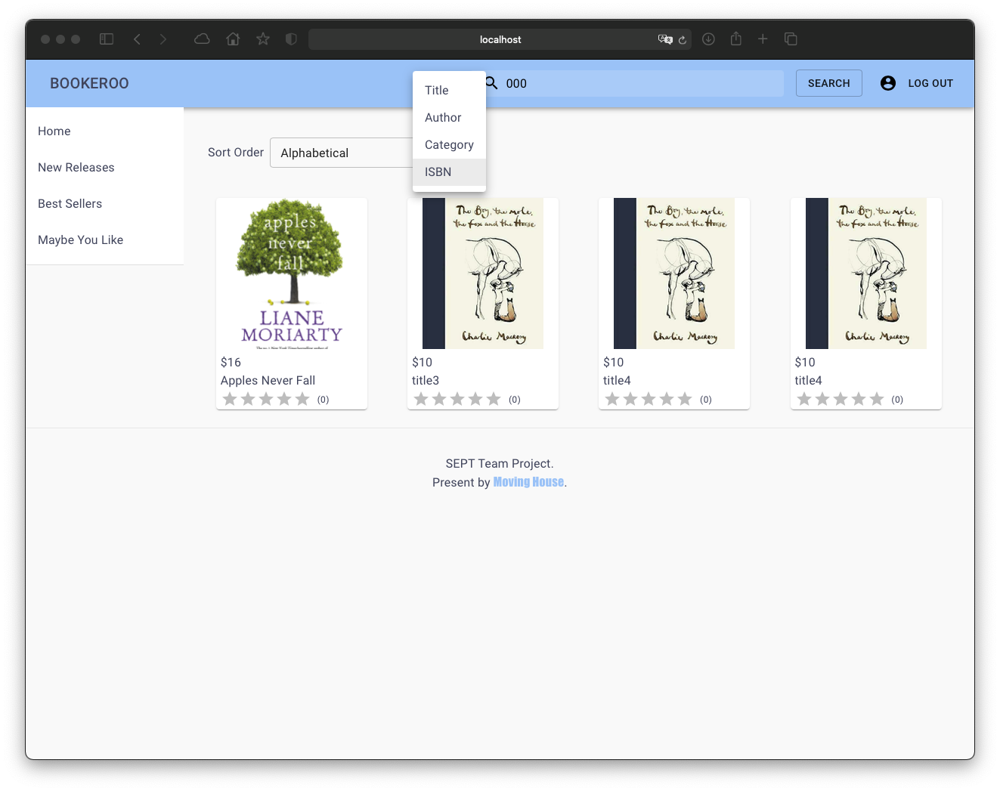 localhost
BOOKEROO
000
SEARCH
LOG OUT
Title
Author
Category
ISBN
Home
New Releases
Best Sellers
Maybe You Like
Sort Order
Alphabetical
apples
never
fall
LIANE
MORIARTY
$16
Apples Never Fall
(0)
The Boy, the mole,
the fox and the Horse
Charlie Mackesy
$10
title3
(0)
The Boy, the mole,
the fox and the Horse
Charlie Mackesy
$10
title4
(0)
The Boy, the mole,
the fox and the Horse
Charlie Mackesy
$10
title4
(0)
SEPT Team Project.
Present by Moving House.